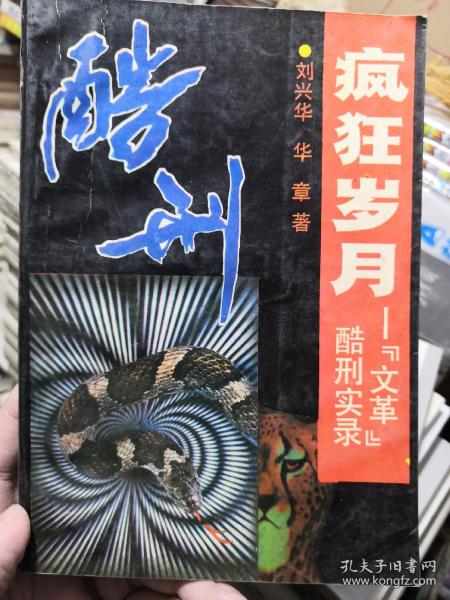 疯狂岁月
—『文革』
酷刑实录
刘兴华 华章著
酷刑
孔夫子旧书网
www.kongfz.com